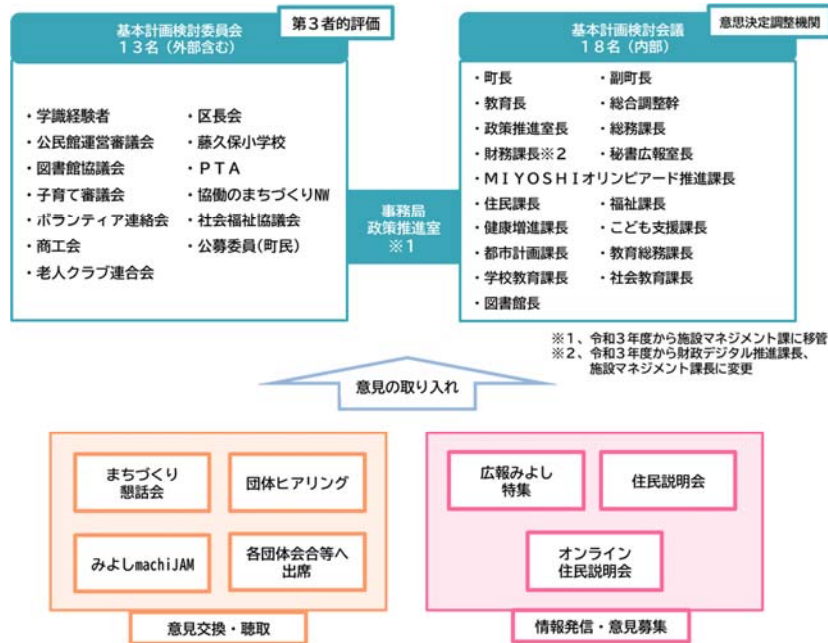 基本計画検討委員会
13名(外部含む)
第3者的評価
・学識経験者
・公民館運営審議会
・図書館協議会
・子育て審議会
・ボランティア連絡会
・商工会
・老人クラブ連合会
・区長会
・藤久保小学校
・PTA
・協働のまちづくりNW
・社会福祉協議会
・公募委員(町民)
事務局
政策推進室
※1
基本計画検討会議
18名(内部)
意思決定調整機関
・町長
・副町長
・教育長
・総合調整幹
・政策推進室長
・総務課長
・財務課長※2
・秘書広報室長
・MIYOSHIオリンピアード推進課長
・住民課長
・福祉課長
・健康増進課長
・こども支援課長
・都市計画課長
・教育総務課長
・学校教育課長
・社会教育課長
・図書館長
※1、令和3年度から施設マネジメント課に移管
※2、令和3年度から財政デジタル推進課長、
施設マネジメント課長に変更
意見の取り入れ
まちづくり
懇話会
団体ヒアリング
みよしmachiJAM
各団体会合等へ
出席
意見交換・聴取
広報みよし
特集
住民説明会
オンライン
住民説明会
情報発信・意見募集